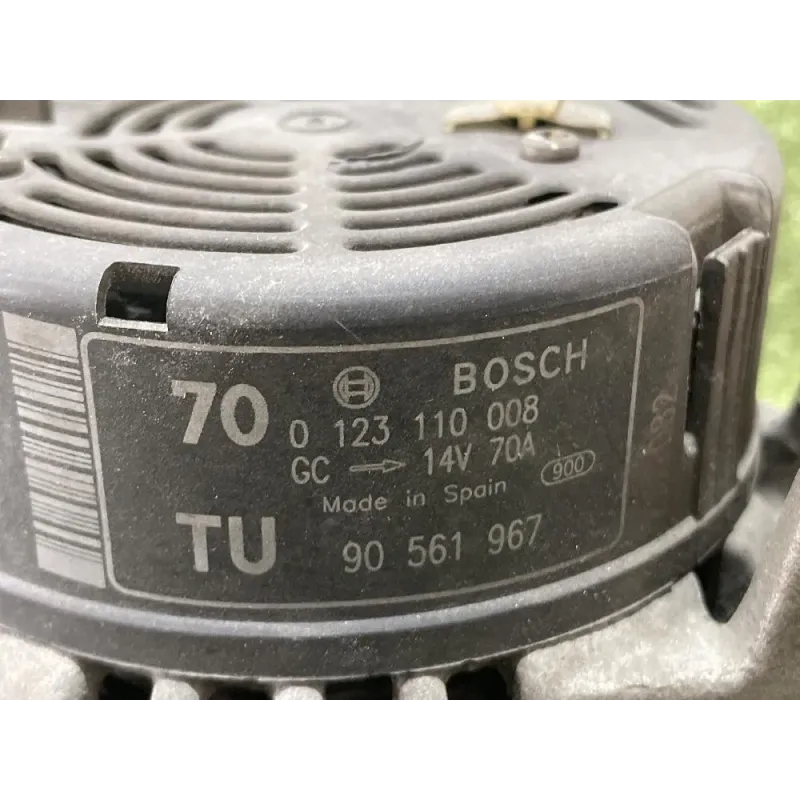 70 BOSCH
0 123 110 008
GC → 14V 70A
Made in Spain 900
TU 90 561 967